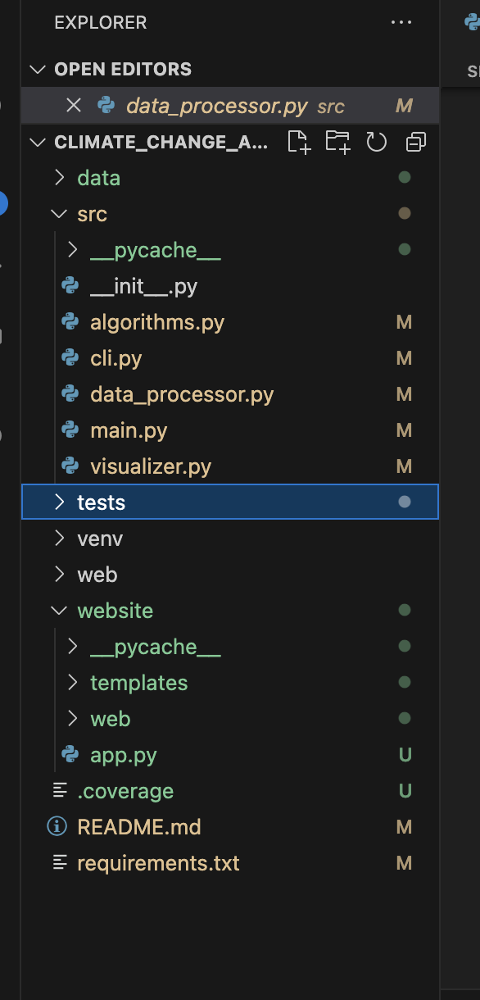 EXPLORER ...
OPEN EDITORS
data_processor.py src M
CLIMATE_CHANGE_A...
data
src
__pycache__
__init__.py
algorithms.py M
cli.py M
data_processor.py M
main.py M
visualizer.py M
tests
venv
web
website
__pycache__
templates
web
app.py U
.coverage U
README.md M
requirements.txt M